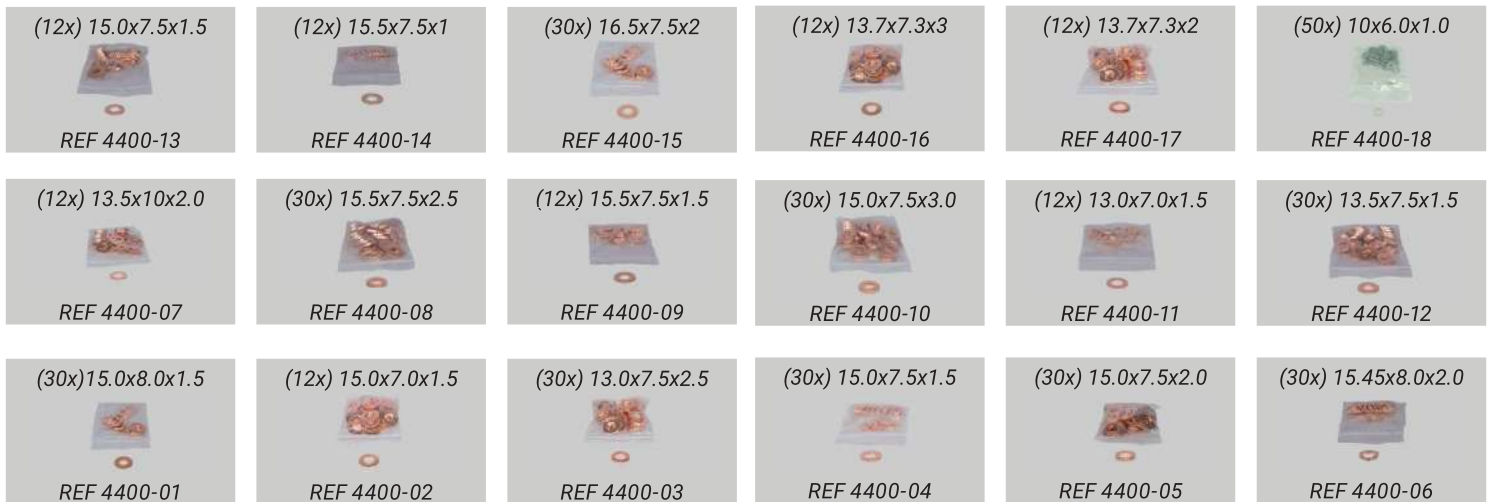 (12x) 15.0x7.5x1.5
REF 4400-13
(12x) 15.5x7.5x1
REF 4400-14
(30x) 16.5x7.5x2
REF 4400-15
(12x) 13.7x7.3x3
REF 4400-16
(12x) 13.7x7.3x2
REF 4400-17
(50x) 10x6.0x1.0
REF 4400-18
(12x) 13.5x10x2.0
REF 4400-07
(30x) 15.5x7.5x2.5
REF 4400-08
(12x) 15.5x7.5x1.5
REF 4400-09
(30x) 15.0x7.5x3.0
REF 4400-10
(12x) 13.0x7.0x1.5
REF 4400-11
(30x) 13.5x7.5x1.5
REF 4400-12
(30x)15.0x8.0x1.5
REF 4400-01
(12x) 15.0x7.0x1.5
REF 4400-02
(30x) 13.0x7.5x2.5
REF 4400-03
(30x) 15.0x7.5x1.5
REF 4400-04
(30x) 15.0x7.5x2.0
REF 4400-05
(30x) 15.45x8.0x2.0
REF 4400-06